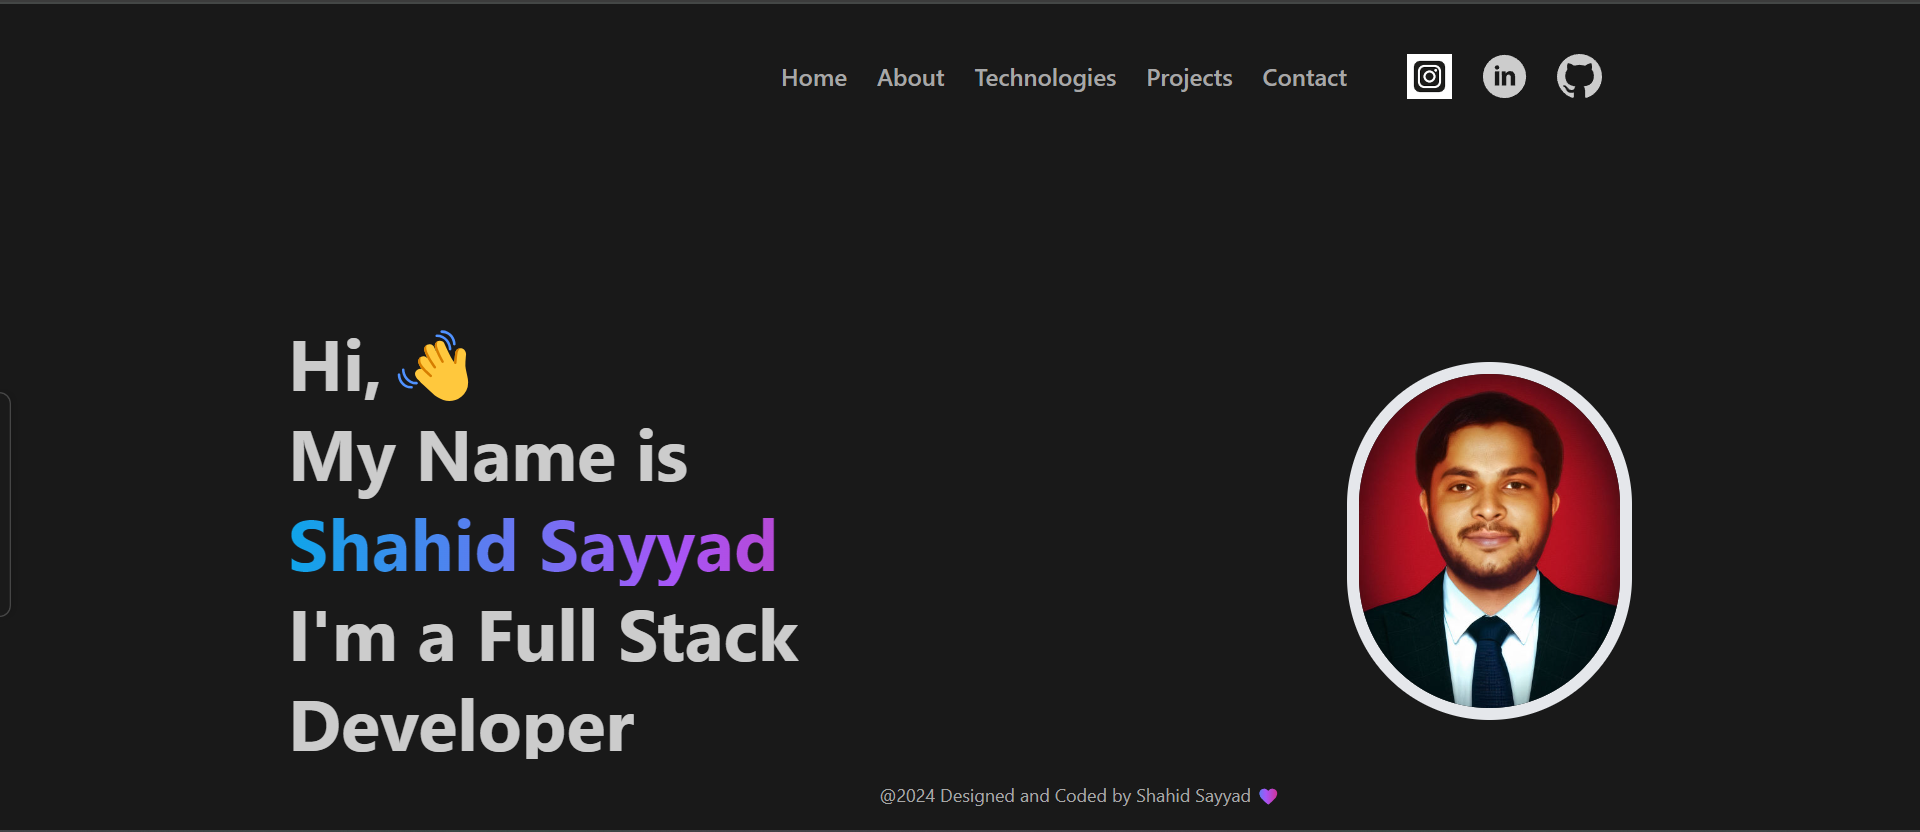 Home About Technologies Projects Contact in
Hi, 👋
My Name is
Shahid Sayyad
I'm a Full Stack
Developer
@2024 Designed and Coded by Shahid Sayyad 💜